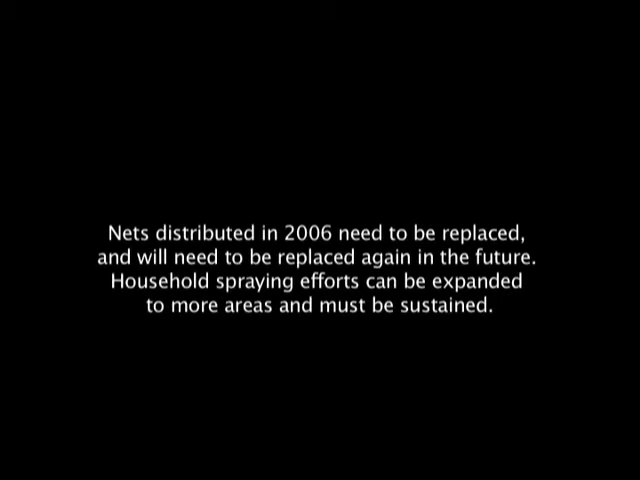 Nets distributed in 2006 need to be replaced,
and will need to be replaced again in the future.
Household spraying efforts can be expanded
to more areas and must be sustained.